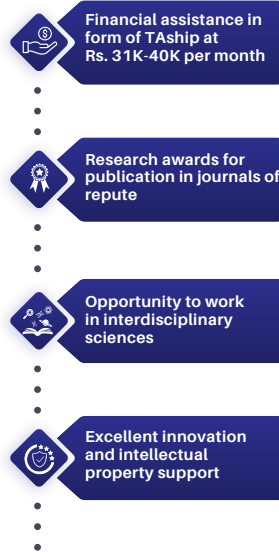 Financial assistance in
form of TAship at
Rs. 31K-40K per month
Research awards for
publication in journals of
repute
Opportunity to work
in interdisciplinary
sciences
Excellent innovation
and intellectual
property support